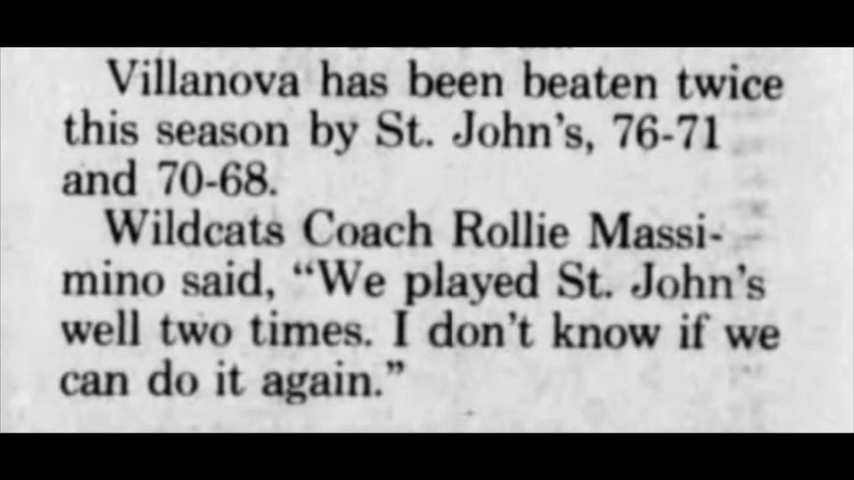 Villanova has been beaten twice
this season by St. John's, 76-71
and 70-68.
Wildcats Coach Rollie Massi-
mino said, “We played St. John's
well two times. I don't know if we
can do it again.”